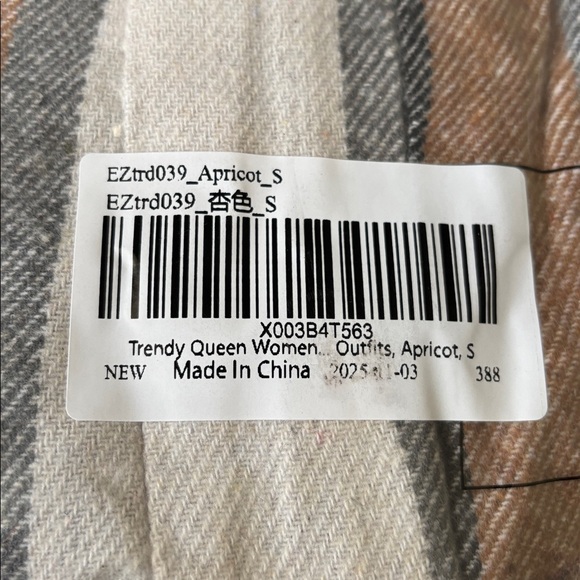 EZtrd039_Apricot_S
EZtrd039_杏色_S
X003B4T563
Trendy Queen Women... Outfits, Apricot, S
NEW Made In China 388